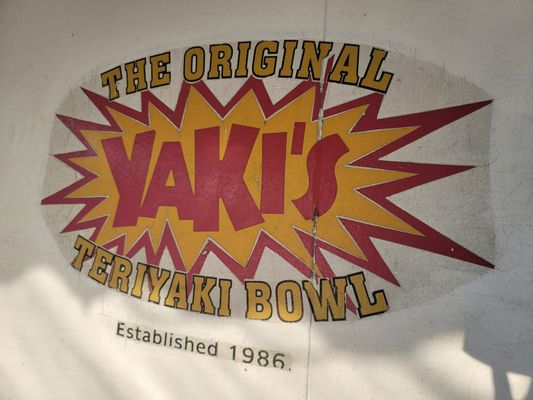 THE ORIGINAL
YAKI'S
TERIYAKI BOWL
Established 1986.